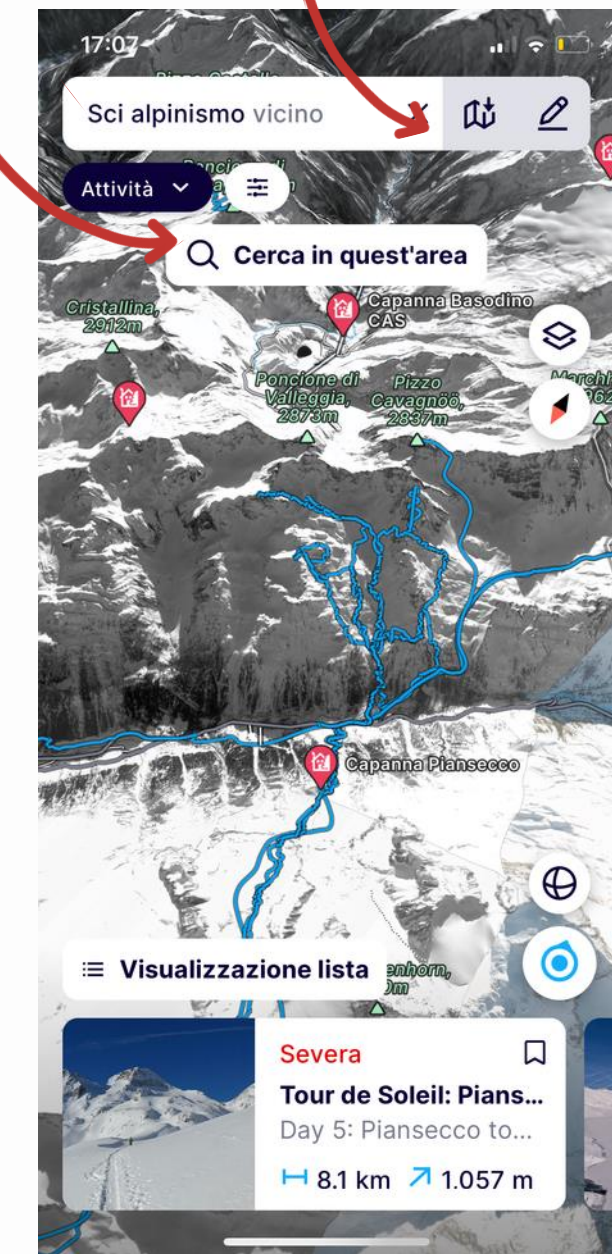 17:07
Sci alpinismo vicino
Attività
Cerca in quest'area
Cristallina,
2912m
Capanna Basodino
CAS
Poncione di
Valleggia,
2873m
Pizzo
Cavagnöö,
2837m
Capanna Piansecco
Visualizzazione lista
Severa
Tour de Soleil: Pians...
Day 5: Piansecco to...
8.1 km 1.057 m